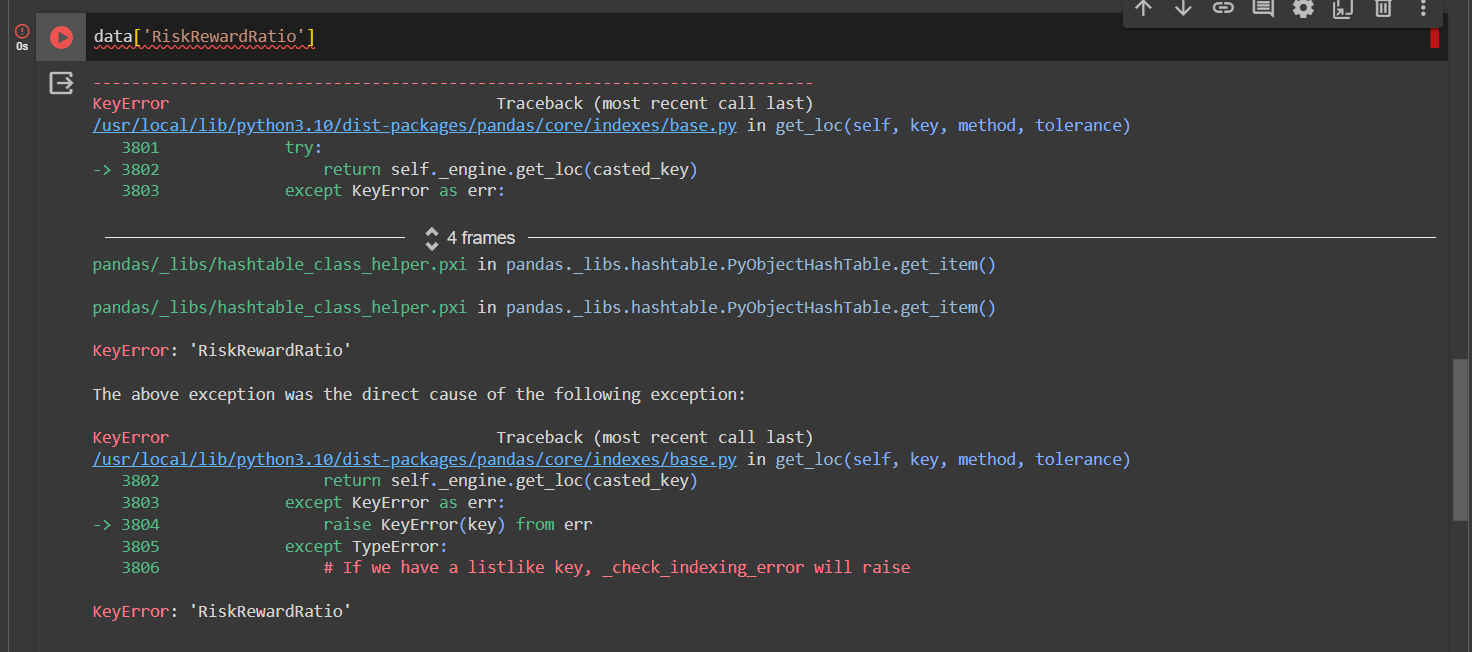 0s
data['RiskRewardRatio']
---------------------------------------------------------------------------
KeyError                                  Traceback (most recent call last)
/usr/local/lib/python3.10/dist-packages/pandas/core/indexes/base.py in get_loc(self, key, method, tolerance)
   3801             try:
-> 3802                 return self._engine.get_loc(casted_key)
   3803             except KeyError as err:
4 frames
pandas/_libs/hashtable_class_helper.pxi in pandas._libs.hashtable.PyObjectHashTable.get_item()
pandas/_libs/hashtable_class_helper.pxi in pandas._libs.hashtable.PyObjectHashTable.get_item()
KeyError: 'RiskRewardRatio'
The above exception was the direct cause of the following exception:
KeyError                                  Traceback (most recent call last)
/usr/local/lib/python3.10/dist-packages/pandas/core/indexes/base.py in get_loc(self, key, method, tolerance)
   3802                 return self._engine.get_loc(casted_key)
   3803             except KeyError as err:
-> 3804                 raise KeyError(key) from err
   3805             except TypeError:
   3806                 # If we have a listlike key, _check_indexing_error will raise
KeyError: 'RiskRewardRatio'